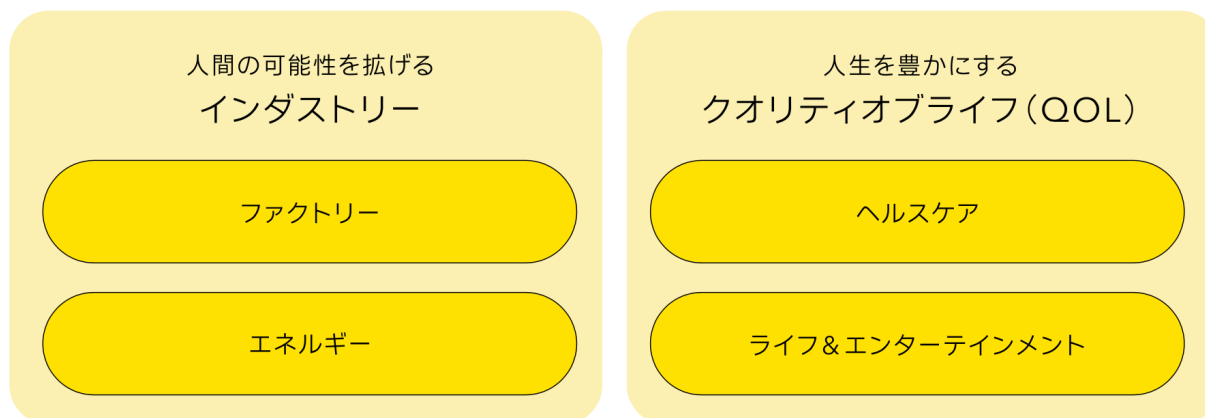 人間の可能性を拡げる
インダストリー
ファクトリー
エネルギー
人生を豊かにする
クオリティオブライフ（QOL）
ヘルスケア
ライフ＆エンターテインメント